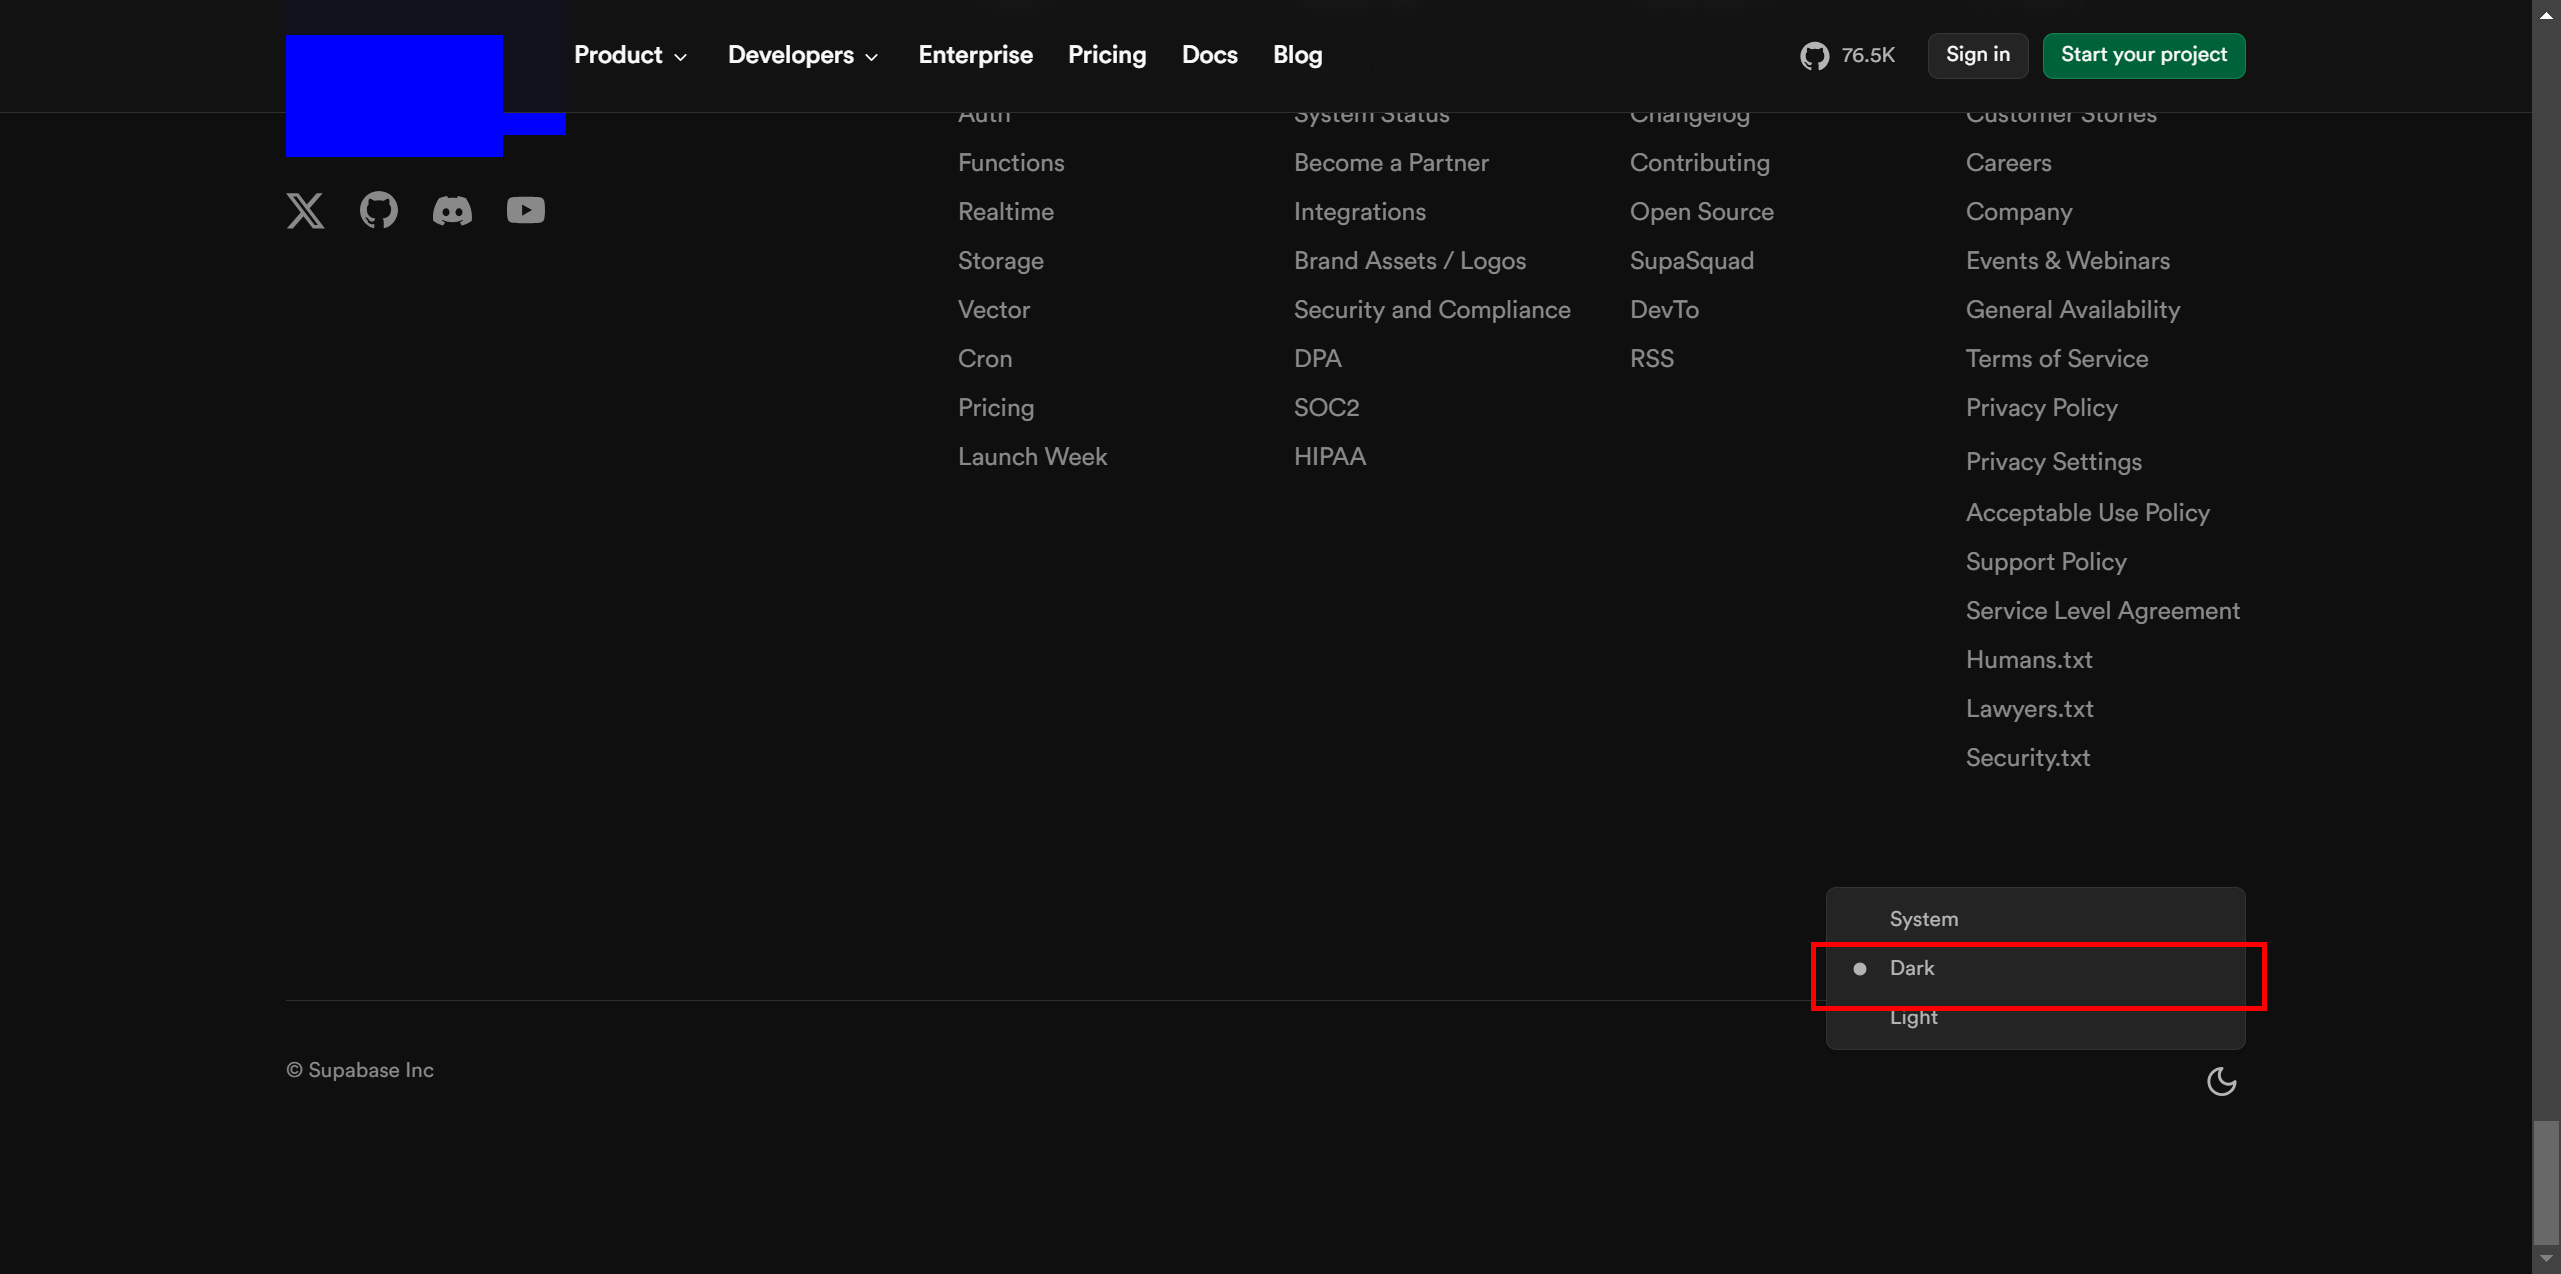 Product
Developers
Enterprise
Pricing
Docs
Blog
76.5K
Sign in
Start your project
Auth
Functions
Realtime
Storage
Vector
Cron
Pricing
Launch Week
System Status
Become a Partner
Integrations
Brand Assets / Logos
Security and Compliance
DPA
SOC2
HIPAA
Changelog
Contributing
Open Source
SupaSquad
DevTo
RSS
Customer Stories
Careers
Company
Events & Webinars
General Availability
Terms of Service
Privacy Policy
Privacy Settings
Acceptable Use Policy
Support Policy
Service Level Agreement
Humans.txt
Lawyers.txt
Security.txt
System
Dark
Light
© Supabase Inc